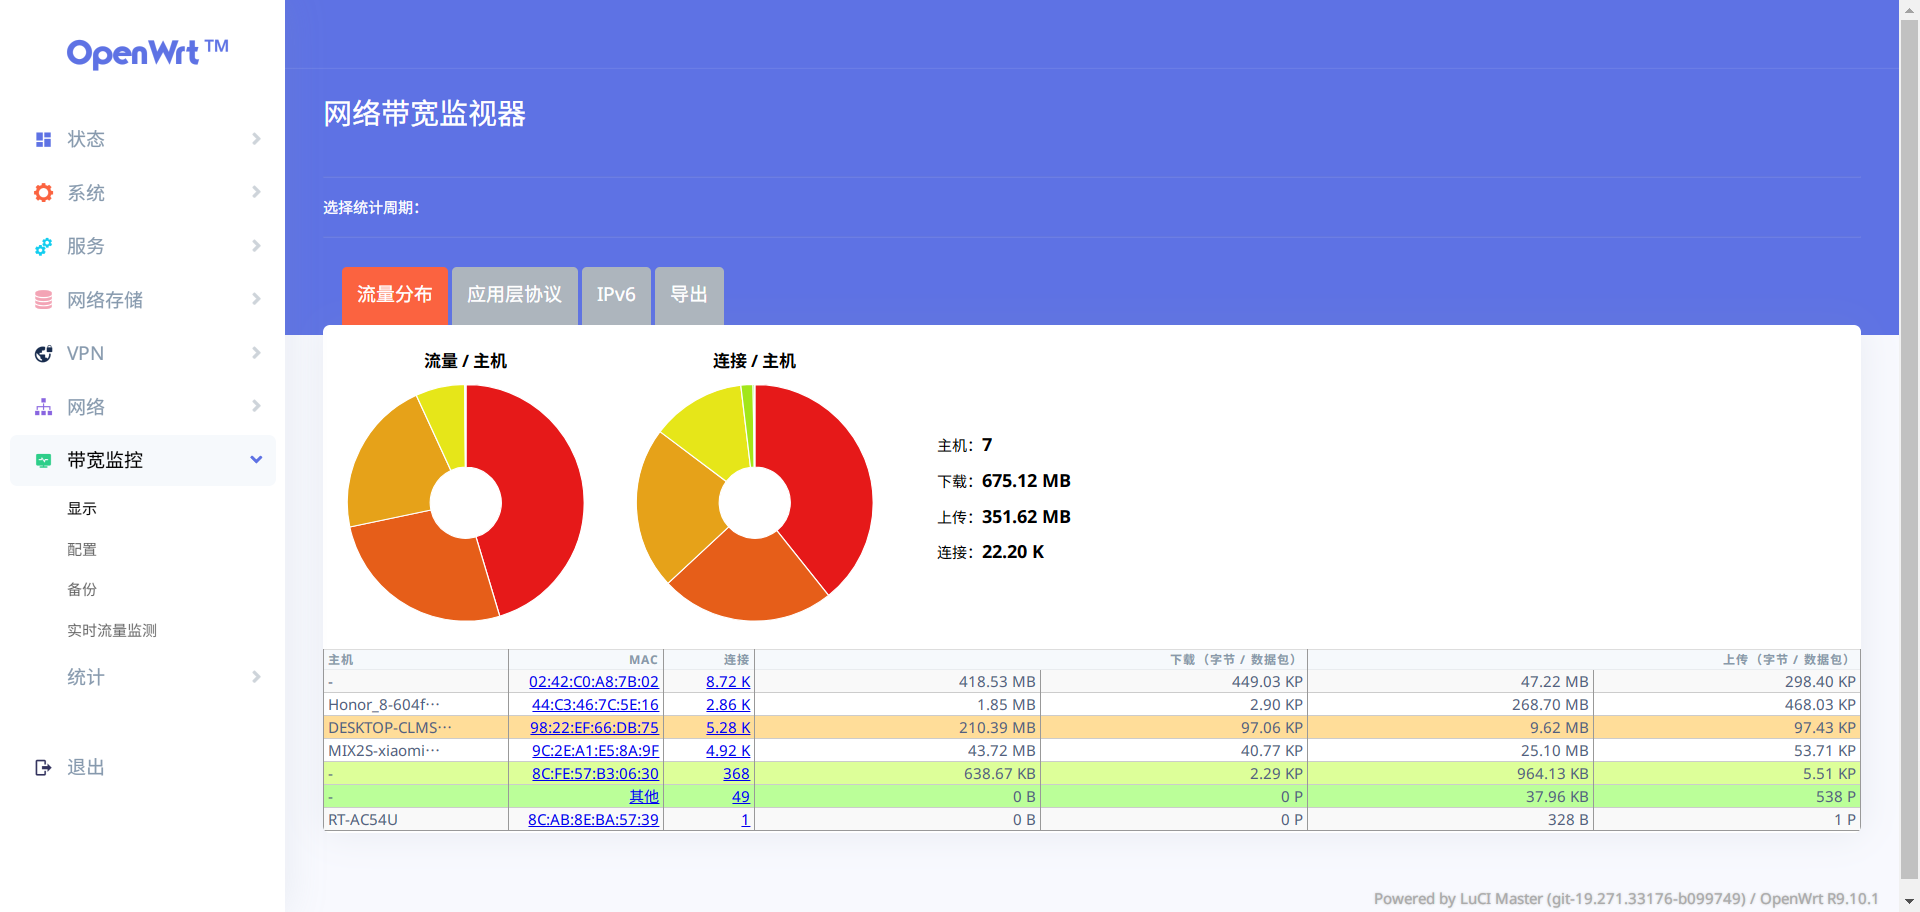 OpenWrt™
状态
系统
服务
网络存储
VPN
网络
带宽监控
显示
配置
备份
实时流量监测
统计
退出
网络带宽监视器
选择统计周期：
流量分布 应用层协议 IPv6 导出
流量 / 主机 连接 / 主机
主机：7
下载：675.12 MB
上传：351.62 MB
连接：22.20 K
主机 MAC 连接 下载（字节 / 数据包） 上传（字节 / 数据包）
- 02:42:C0:A8:7B:02 8.72 K 418.53 MB 449.03 KP 47.22 MB 298.40 KP
Honor_8-604f··· 44:C3:46:7C:5E:16 2.86 K 1.85 MB 2.90 KP 268.70 MB 468.03 KP
DESKTOP-CLMS··· 98:22:EF:66:DB:75 5.28 K 210.39 MB 97.06 KP 9.62 MB 97.43 KP
MIX2S-xiaomi··· 9C:2E:A1:E5:8A:9F 4.92 K 43.72 MB 40.77 KP 25.10 MB 53.71 KP
- 8C:FE:57:B3:06:30 368 638.67 KB 2.29 KP 964.13 KB 5.51 KP
- 其他 49 0 B 0 P 37.96 KB 538 P
RT-AC54U 8C:AB:8E:BA:57:39 1 0 B 0 P 328 B 1 P
Powered by LuCI Master (git-19.271.33176-b099749) / OpenWrt R9.10.1